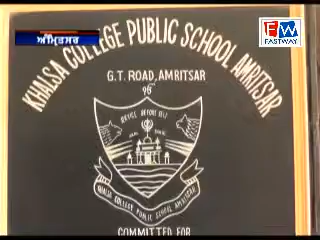 ਅੰਮ੍ਰਿਤਸਰ
FW
FASTWAY
KHALSA COLLEGE PUBLIC SCHOOL AMRITSAR
G.T. ROAD, AMRITSAR
ੴ
SERVICE BEFORE SELF
KHALSA COLLEGE PUBLIC SCHOOL AMRITSAR
COMMITTED FOR